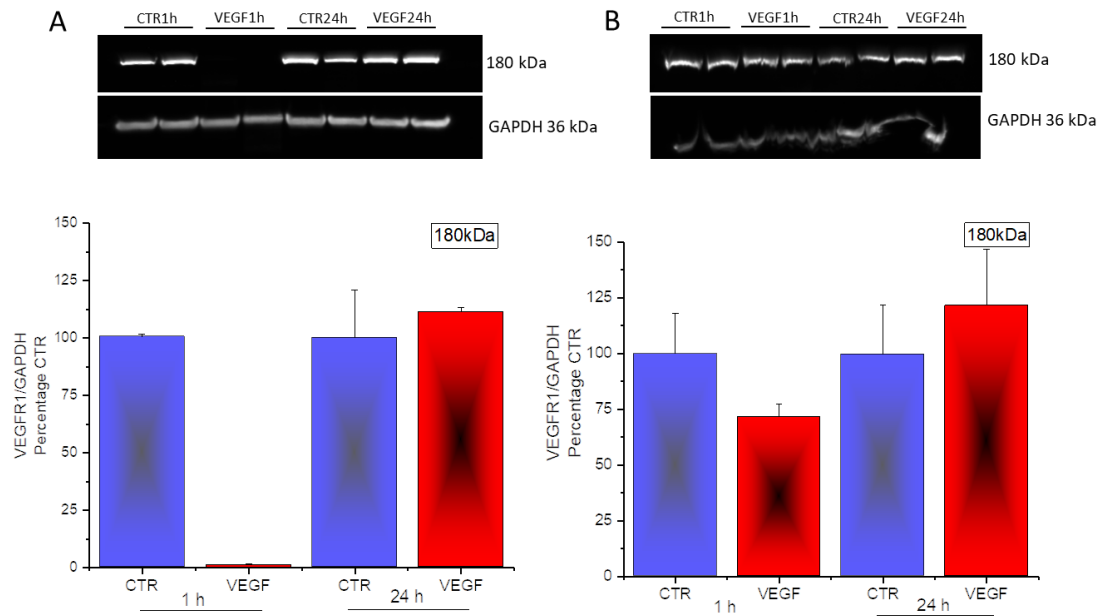 A
CTR1h VEGF1h CTR24h VEGF24h
180 kDa
GAPDH 36 kDa
150
125
100
75
50
25
0
VEGFR1/GAPDH
Percentage CTR
180kDa
CTR VEGF CTR VEGF
1 h 24 h
B
CTR1h VEGF1h CTR24h VEGF24h
180 kDa
GAPDH 36 kDa
150
125
100
75
50
25
0
VEGFR1/GAPDH
Percentage CTR
180kDa
CTR VEGF CTR VEGF
1 h 24 h